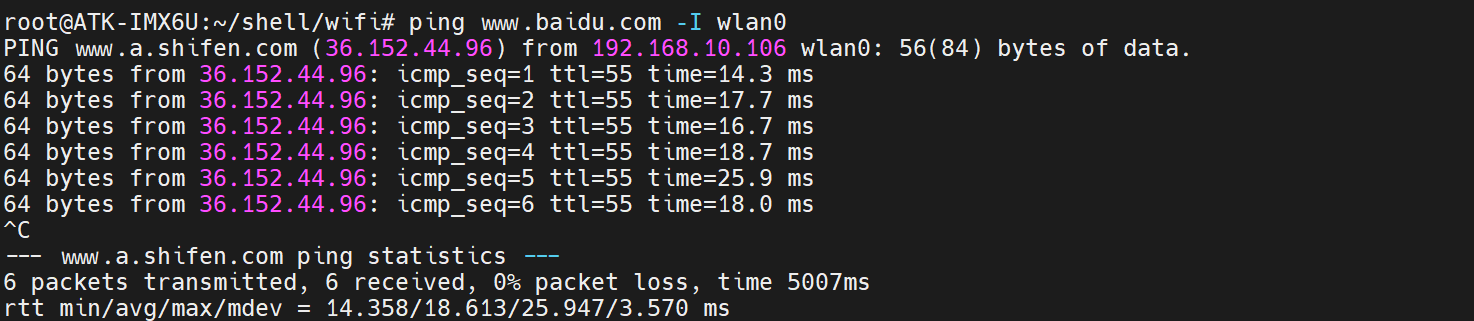 root@ATK-IMX6U:~/shell/wifi# ping www.baidu.com -I wlan0
PING www.a.shifen.com (36.152.44.96) from 192.168.10.106 wlan0: 56(84) bytes of data.
64 bytes from 36.152.44.96: icmp_seq=1 ttl=55 time=14.3 ms
64 bytes from 36.152.44.96: icmp_seq=2 ttl=55 time=17.7 ms
64 bytes from 36.152.44.96: icmp_seq=3 ttl=55 time=16.7 ms
64 bytes from 36.152.44.96: icmp_seq=4 ttl=55 time=18.7 ms
64 bytes from 36.152.44.96: icmp_seq=5 ttl=55 time=25.9 ms
64 bytes from 36.152.44.96: icmp_seq=6 ttl=55 time=18.0 ms
^C
--- www.a.shifen.com ping statistics ---
6 packets transmitted, 6 received, 0% packet loss, time 5007ms
rtt min/avg/max/mdev = 14.358/18.613/25.947/3.570 ms